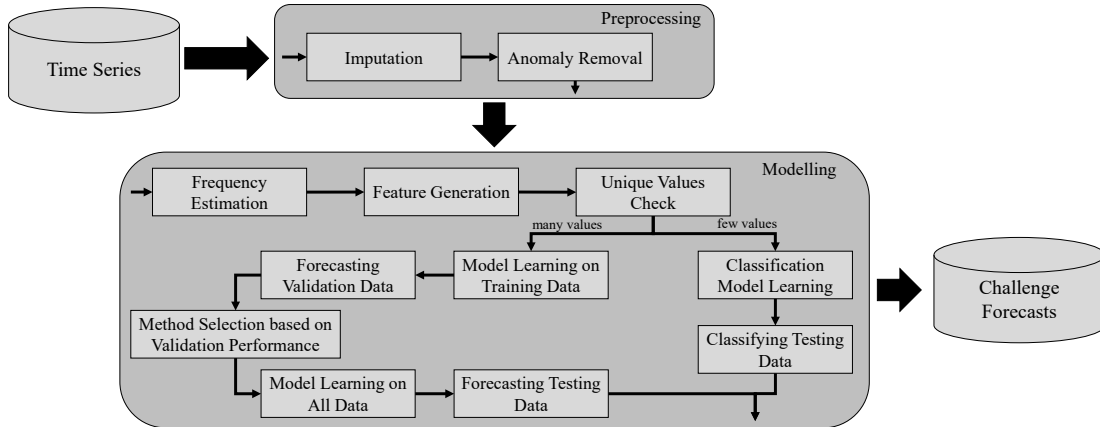 Time Series
Preprocessing
Imputation
Anomaly Removal
Modelling
Frequency
Estimation
Feature Generation
Unique Values
Check
many values
few values
Forecasting
Validation Data
Model Learning on
Training Data
Classification
Model Learning
Method Selection based on
Validation Performance
Classifying Testing
Data
Model Learning on
All Data
Forecasting Testing
Data
Challenge
Forecasts